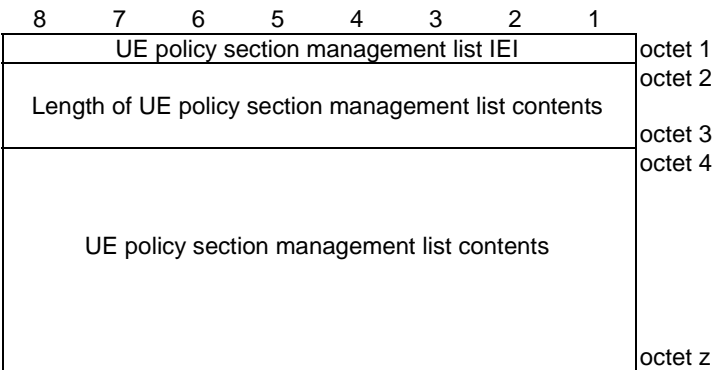 8 7 6 5 4 3 2 1
UE policy section management list IEI octet 1
octet 2
Length of UE policy section management list contents
octet 3
octet 4
UE policy section management list contents
octet z